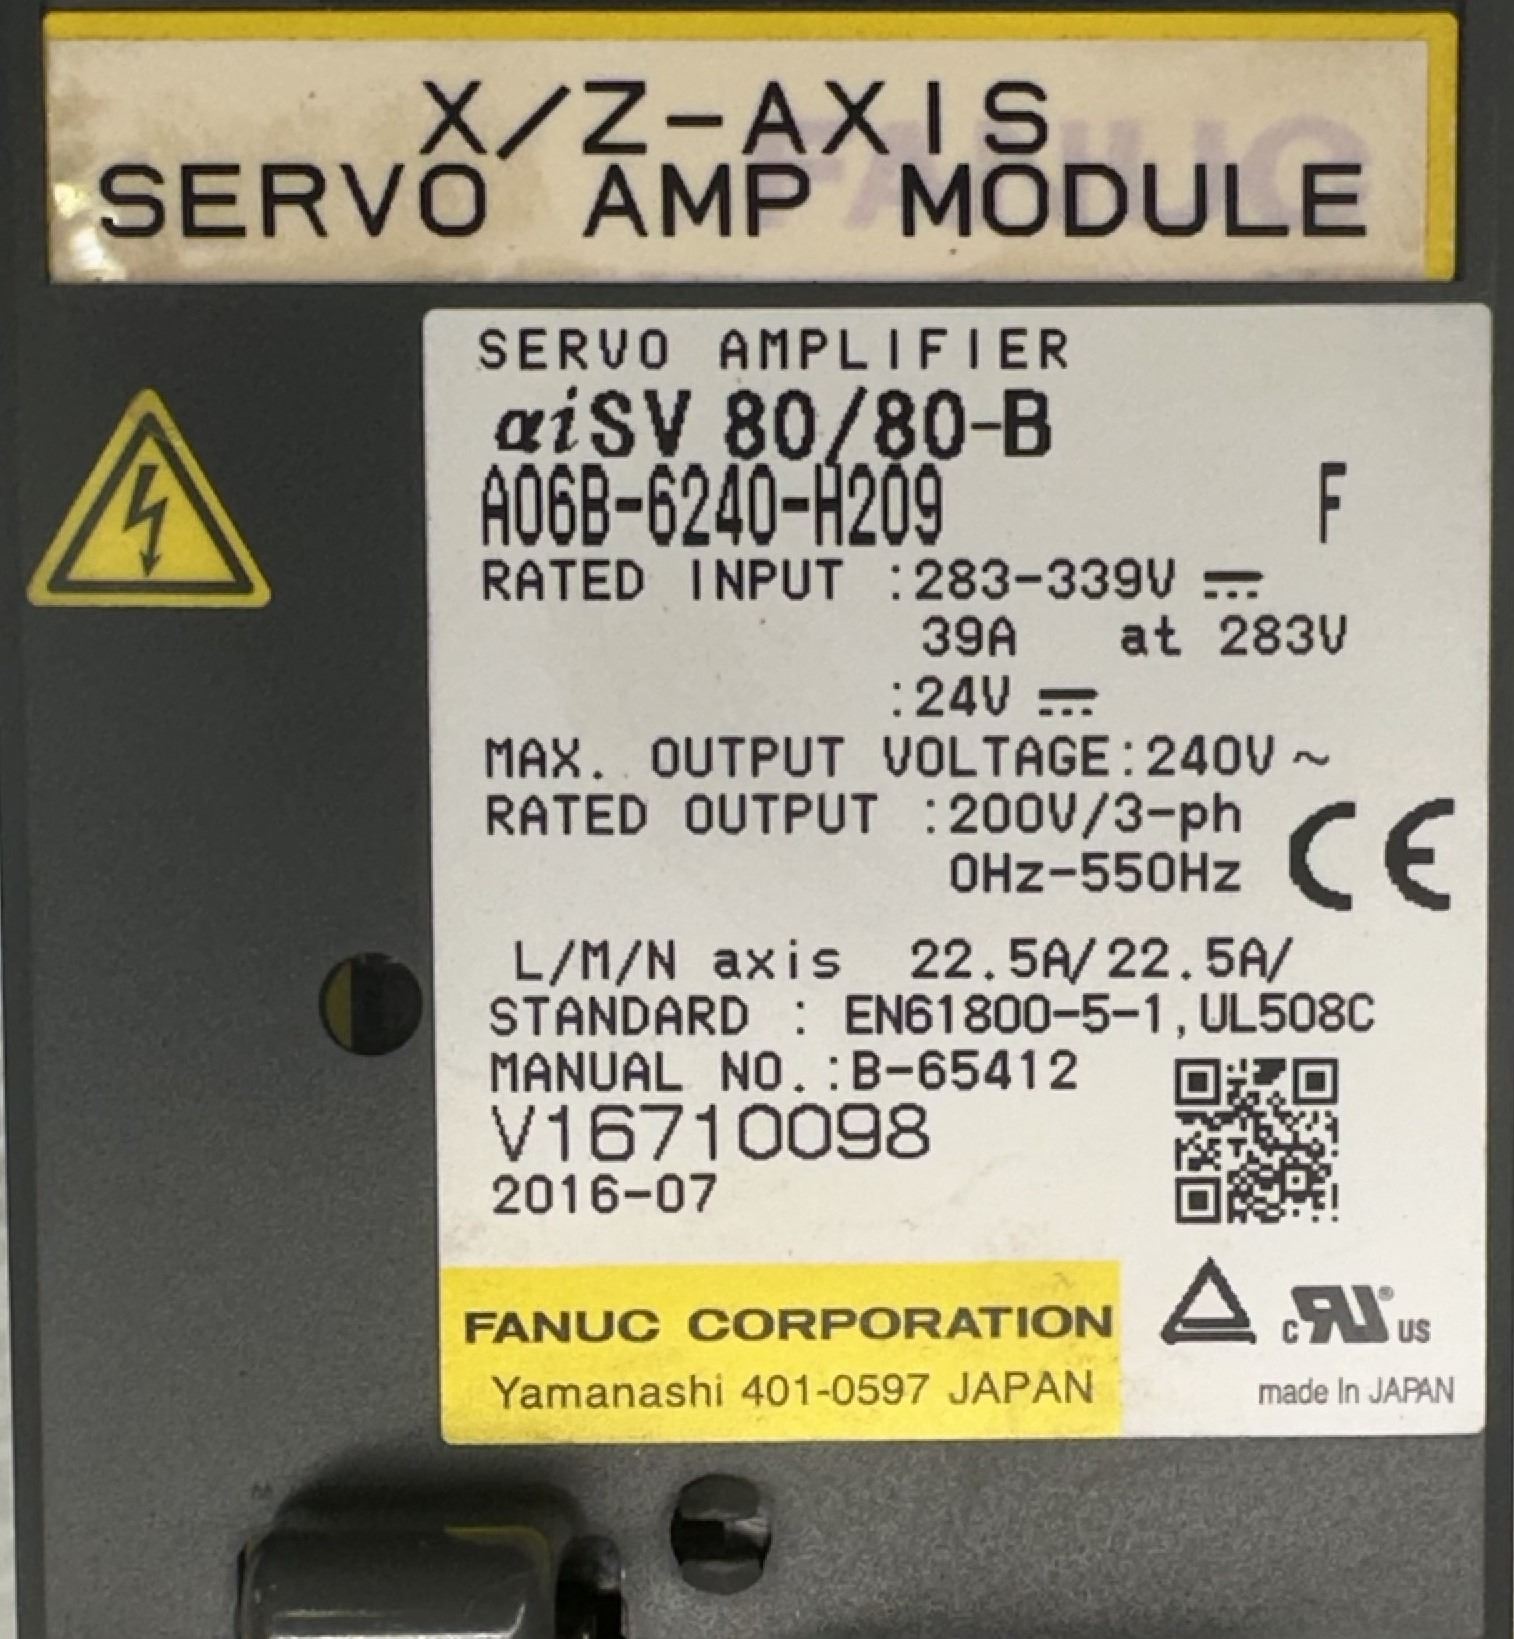 X/Z-AXIS
SERVO AMP MODULE
SERVO AMPLIFIER
αiSV 80/80-B
A06B-6240-H209 F
RATED INPUT :283-339V ⎓
39A at 283V
:24V ⎓
MAX. OUTPUT VOLTAGE:240V～
RATED OUTPUT :200V/3-ph
0Hz-550Hz
CE
L/M/N axis 22.5A/22.5A/
STANDARD : EN61800-5-1,UL508C
MANUAL NO.:B-65412
V16710098
2016-07
FANUC CORPORATION
Yamanashi 401-0597 JAPAN
c RU® US
made In JAPAN